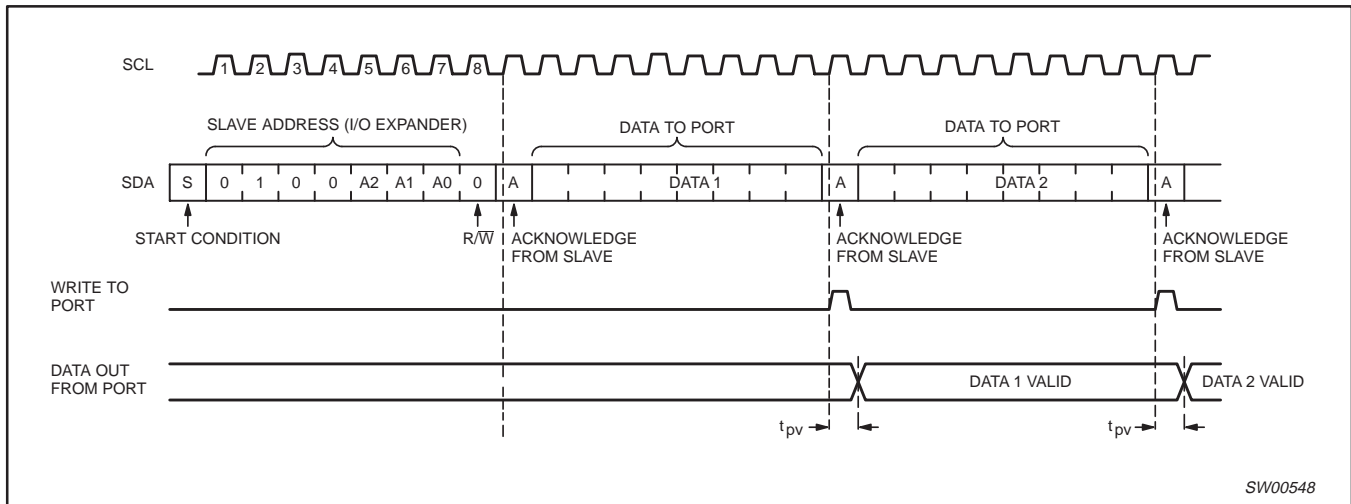 SCL 1 2 3 4 5 6 7 8
SLAVE ADDRESS (I/O EXPANDER) DATA TO PORT DATA TO PORT
SDA S 0 1 0 0 A2 A1 A0 0 A DATA 1 A DATA 2 A
START CONDITION R/W̅ ACKNOWLEDGE ACKNOWLEDGE ACKNOWLEDGE
FROM SLAVE FROM SLAVE FROM SLAVE
WRITE TO
PORT
DATA OUT
FROM PORT DATA 1 VALID DATA 2 VALID
tpv tpv
SW00548